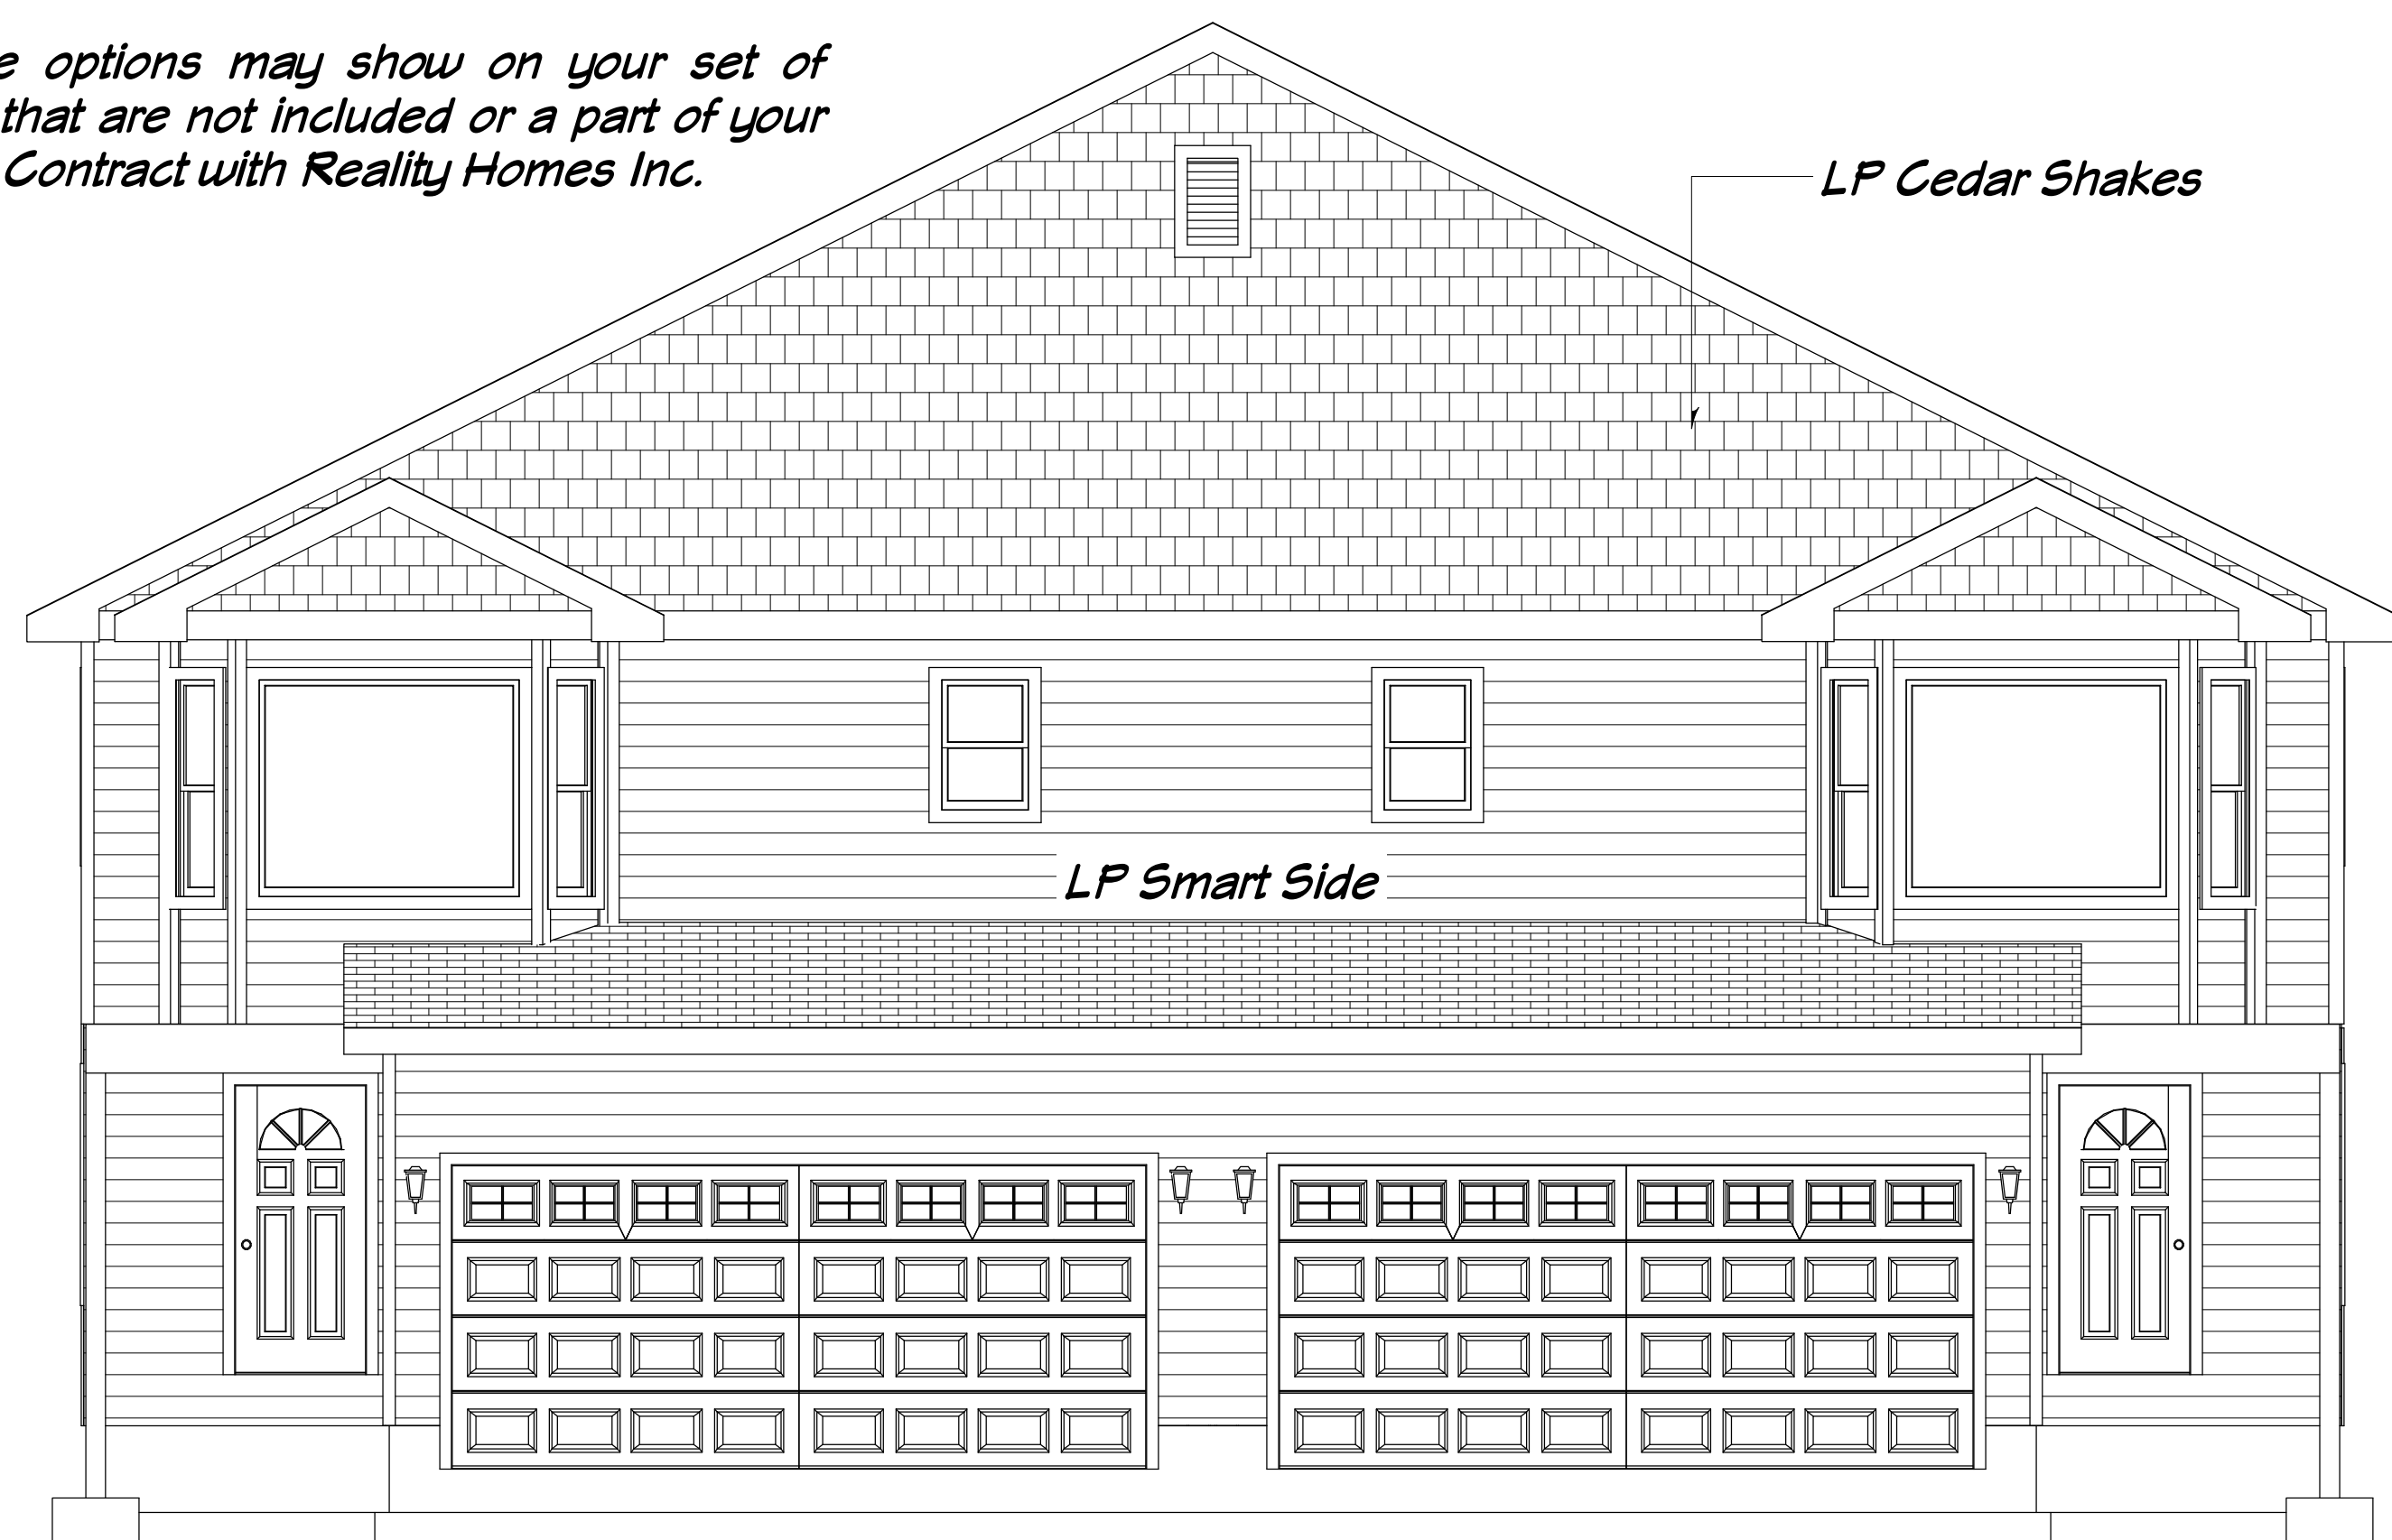 options may show on your set of
that are not included or a part of your
Contract with Reality Homes Inc.
LP Cedar Shakes
LP Smart Side